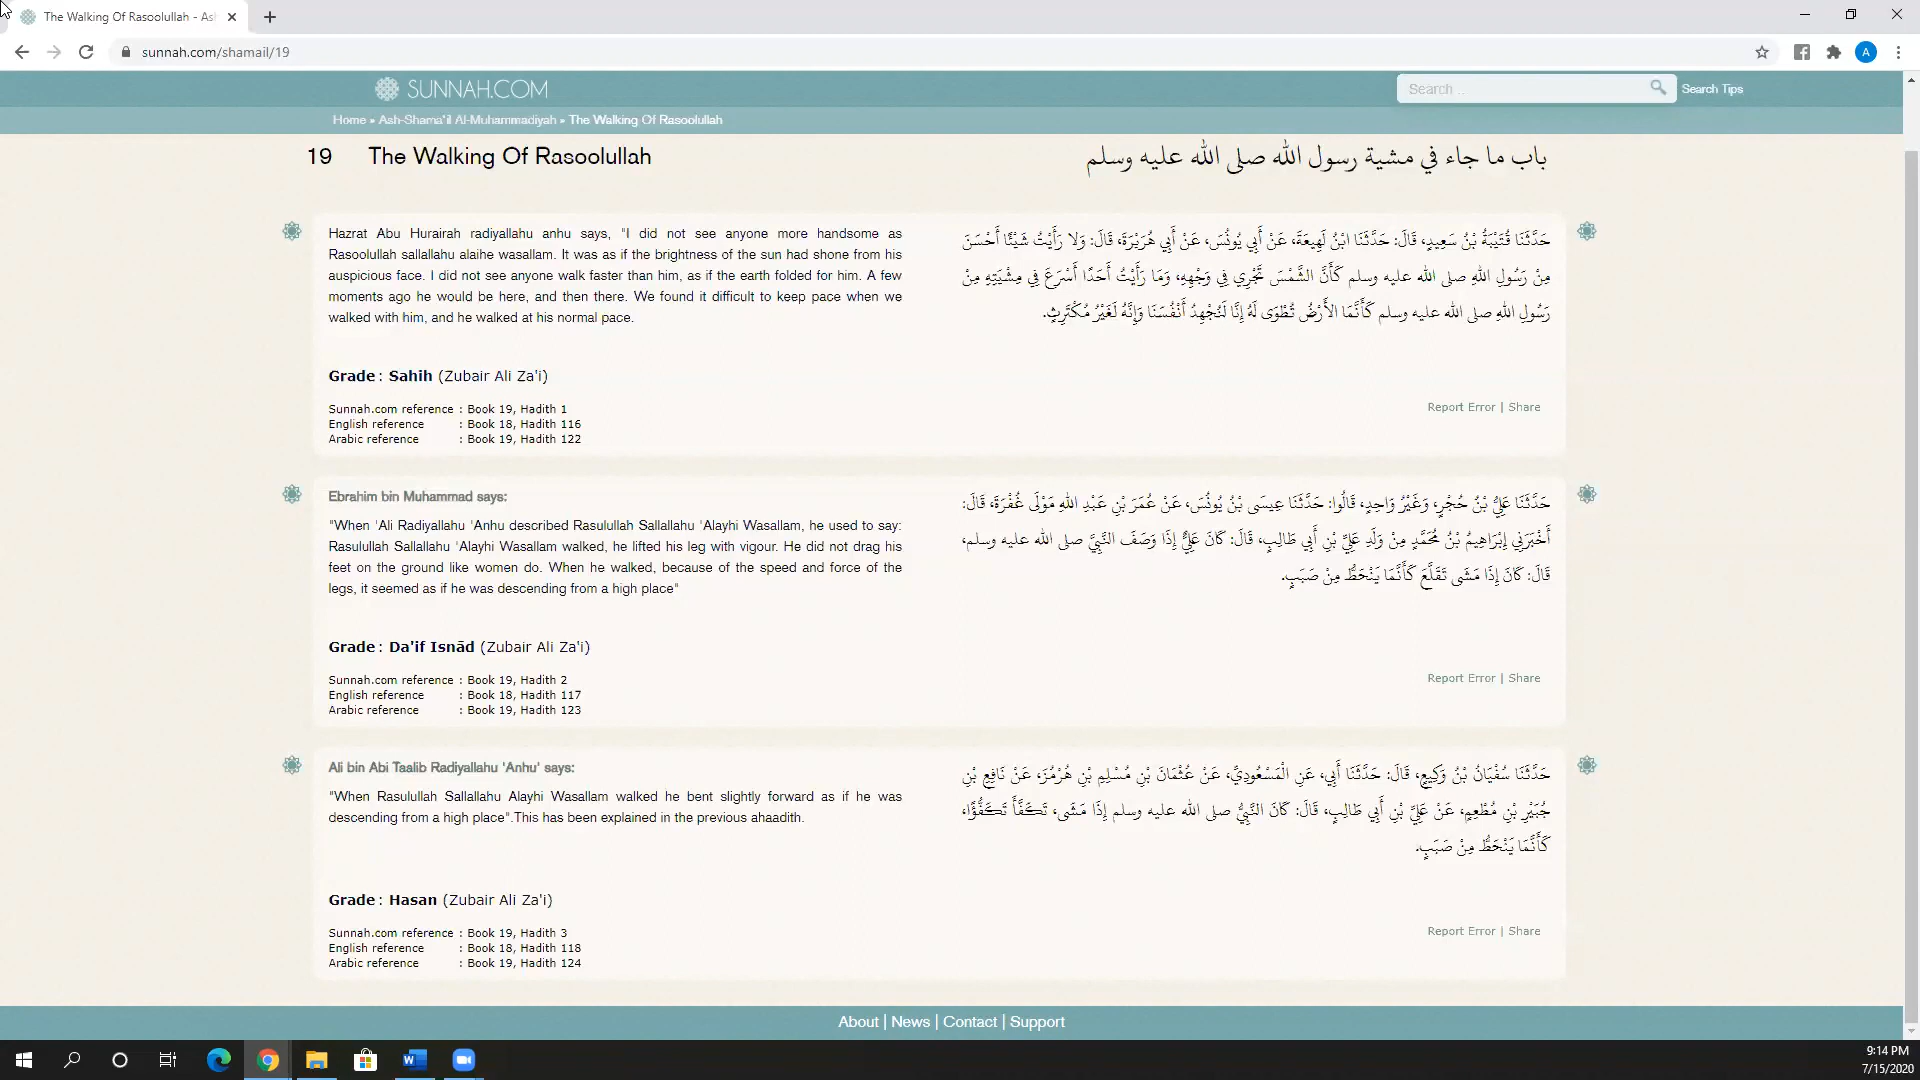 The Walking Of Rasoolullah - Ash
sunnah.com/shamail/19
A
SUNNAH.COM
Search ..
Search Tips
Home » Ash-Shama'il Al-Muhammadiyah » The Walking Of Rasoolullah
19 The Walking Of Rasoolullah
باب ما جاء في مشية رسول الله صلى الله عليه وسلم
Hazrat Abu Hurairah radiyallahu anhu says, "I did not see anyone more handsome as
Rasoolullah sallallahu alaihe wasallam. It was as if the brightness of the sun had shone from his
auspicious face. I did not see anyone walk faster than him, as if the earth folded for him. A few
moments ago he would be here, and then there. We found it difficult to keep pace when we
walked with him, and he walked at his normal pace.
حَدَّثَنَا قُتَيْبَةُ بْنُ سَعِيدٍ، قَالَ: حَدَّثَنَا ابْنُ لَهِيعَةَ، عَنْ أَبِي يُونُسَ، عَنْ أَبِي هُرَيْرَةَ، قَالَ: وَلا رَأَيْتُ شَيْئًا أَحْسَنَ
مِنْ رَسُولِ اللهِ صلى الله عليه وسلم كَأَنَّ الشَّمْسَ تَجْرِي فِي وَجْهِهِ، وَمَا رَأَيْتُ أَحَدًا أَسْرَعَ فِي مِشْيَتِهِ مِنْ
رَسُولِ اللهِ صلى الله عليه وسلم كَأَنَّمَا الأَرْضُ تُطْوَى لَهُ إِنَّا لَنُجْهِدُ أَنْفُسَنَا وَإِنَّهُ لَغَيْرُ مُكْتَرِثٍ.
Grade : Sahih (Zubair Ali Za'i)
Sunnah.com reference : Book 19, Hadith 1
English reference : Book 18, Hadith 116
Arabic reference : Book 19, Hadith 122
Report Error | Share
Ebrahim bin Muhammad says:
"When 'Ali Radiyallahu 'Anhu described Rasulullah Sallallahu 'Alayhi Wasallam, he used to say:
Rasulullah Sallallahu 'Alayhi Wasallam walked, he lifted his leg with vigour. He did not drag his
feet on the ground like women do. When he walked, because of the speed and force of the
legs, it seemed as if he was descending from a high place"
حَدَّثَنَا عَلِيُّ بْنُ حُجْرٍ، وَغَيْرُ وَاحِدٍ، قَالُوا: حَدَّثَنَا عِيسَى بْنُ يُونُسَ، عَنْ عُمَرَ بْنِ عَبْدِ اللهِ مَوْلَى غُفْرَةَ، قَالَ:
أَخْبَرَنِي إِبْرَاهِيمُ بْنُ مُحَمَّدٍ مِنْ وَلَدِ عَلِيِّ بْنِ أَبِي طَالِبٍ، قَالَ: كَانَ عَلِيٌّ إِذَا وَصَفَ النَّبِيَّ صلى الله عليه وسلم،
قَالَ: كَانَ إِذَا مَشَى تَقَلَّعَ كَأَنَّمَا يَنْحَطُّ مِنْ صَبَبٍ.
Grade : Da'if Isnād (Zubair Ali Za'i)
Sunnah.com reference : Book 19, Hadith 2
English reference : Book 18, Hadith 117
Arabic reference : Book 19, Hadith 123
Report Error | Share
Ali bin Abi Taalib Radiyallahu 'Anhu' says:
"When Rasulullah Sallallahu Alayhi Wasallam walked he bent slightly forward as if he was
descending from a high place".This has been explained in the previous ahaadith.
حَدَّثَنَا سُفْيَانُ بْنُ وَكِيعٍ، قَالَ: حَدَّثَنَا أَبِي، عَنِ الْمَسْعُودِيِّ، عَنْ عُثْمَانَ بْنِ مُسْلِمِ بْنِ هُرْمُزَ، عَنْ نَافِعِ بْنِ
جُبَيْرِ بْنِ مُطْعِمٍ، عَنْ عَلِيِّ بْنِ أَبِي طَالِبٍ، قَالَ: كَانَ النَّبِيُّ صلى الله عليه وسلم إِذَا مَشَى، تَكَفَّأَ تَكَفُّؤًا،
كَأَنَّمَا يَنْحَطُّ مِنْ صَبَبٍ.
Grade : Hasan (Zubair Ali Za'i)
Sunnah.com reference : Book 19, Hadith 3
English reference : Book 18, Hadith 118
Arabic reference : Book 19, Hadith 124
Report Error | Share
About | News | Contact | Support
9:14 PM
7/15/2020